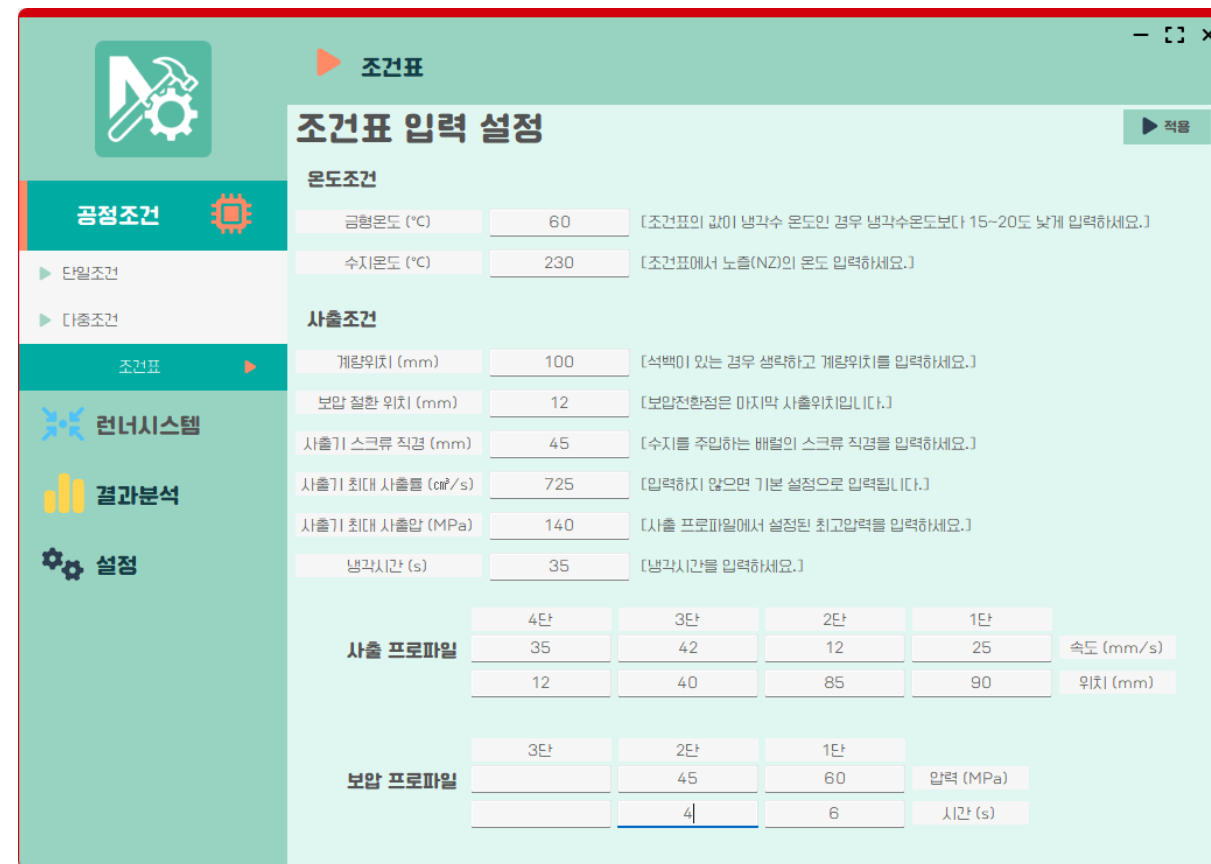 조건표
조건표 입력 설정
적용
공정조건
단일조건
다중조건
조건표
런너시스템
결과분석
설정
온도조건
금형온도 (℃) 60 [조건표의 값이 냉각수 온도인 경우 냉각수온도보다 15~20도 낮게 입력하세요.]
수지온도 (℃) 230 [조건표에서 노즐(NZ)의 온도 입력하세요.]
사출조건
계량위치 (mm) 100 [석백이 있는 경우 생략하고 계량위치를 입력하세요.]
보압 절환 위치 (mm) 12 [보압전환점은 마지막 사출위치입니다.]
사출기 스크류 직경 (mm) 45 [수지를 주입하는 배럴의 스크류 직경을 입력하세요.]
사출기 최대 사출률 (㎤/s) 725 [입력하지 않으면 기본 설정으로 입력됩니다.]
사출기 최대 사출압 (MPa) 140 [사출 프로파일에서 설정된 최고압력을 입력하세요.]
냉각시간 (s) 35 [냉각시간을 입력하세요.]
4단 3단 2단 1단
사출 프로파일 35 42 12 25 속도 (mm/s)
12 40 85 90 위치 (mm)
3단 2단 1단
보압 프로파일 45 60 압력 (MPa)
4 6 시간 (s)